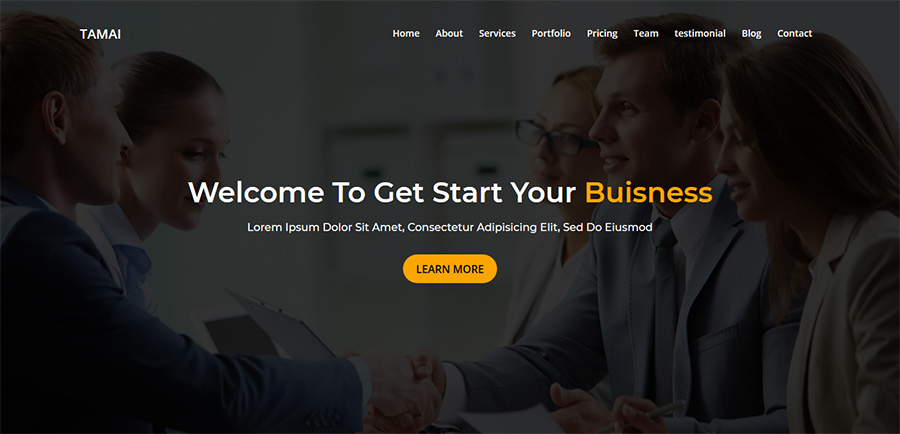 TAMAI
Home About Services Portfolio Pricing Team testimonial Blog Contact
Welcome To Get Start Your Buisness
Lorem Ipsum Dolor Sit Amet, Consectetur Adipisicing Elit, Sed Do Eiusmod
LEARN MORE